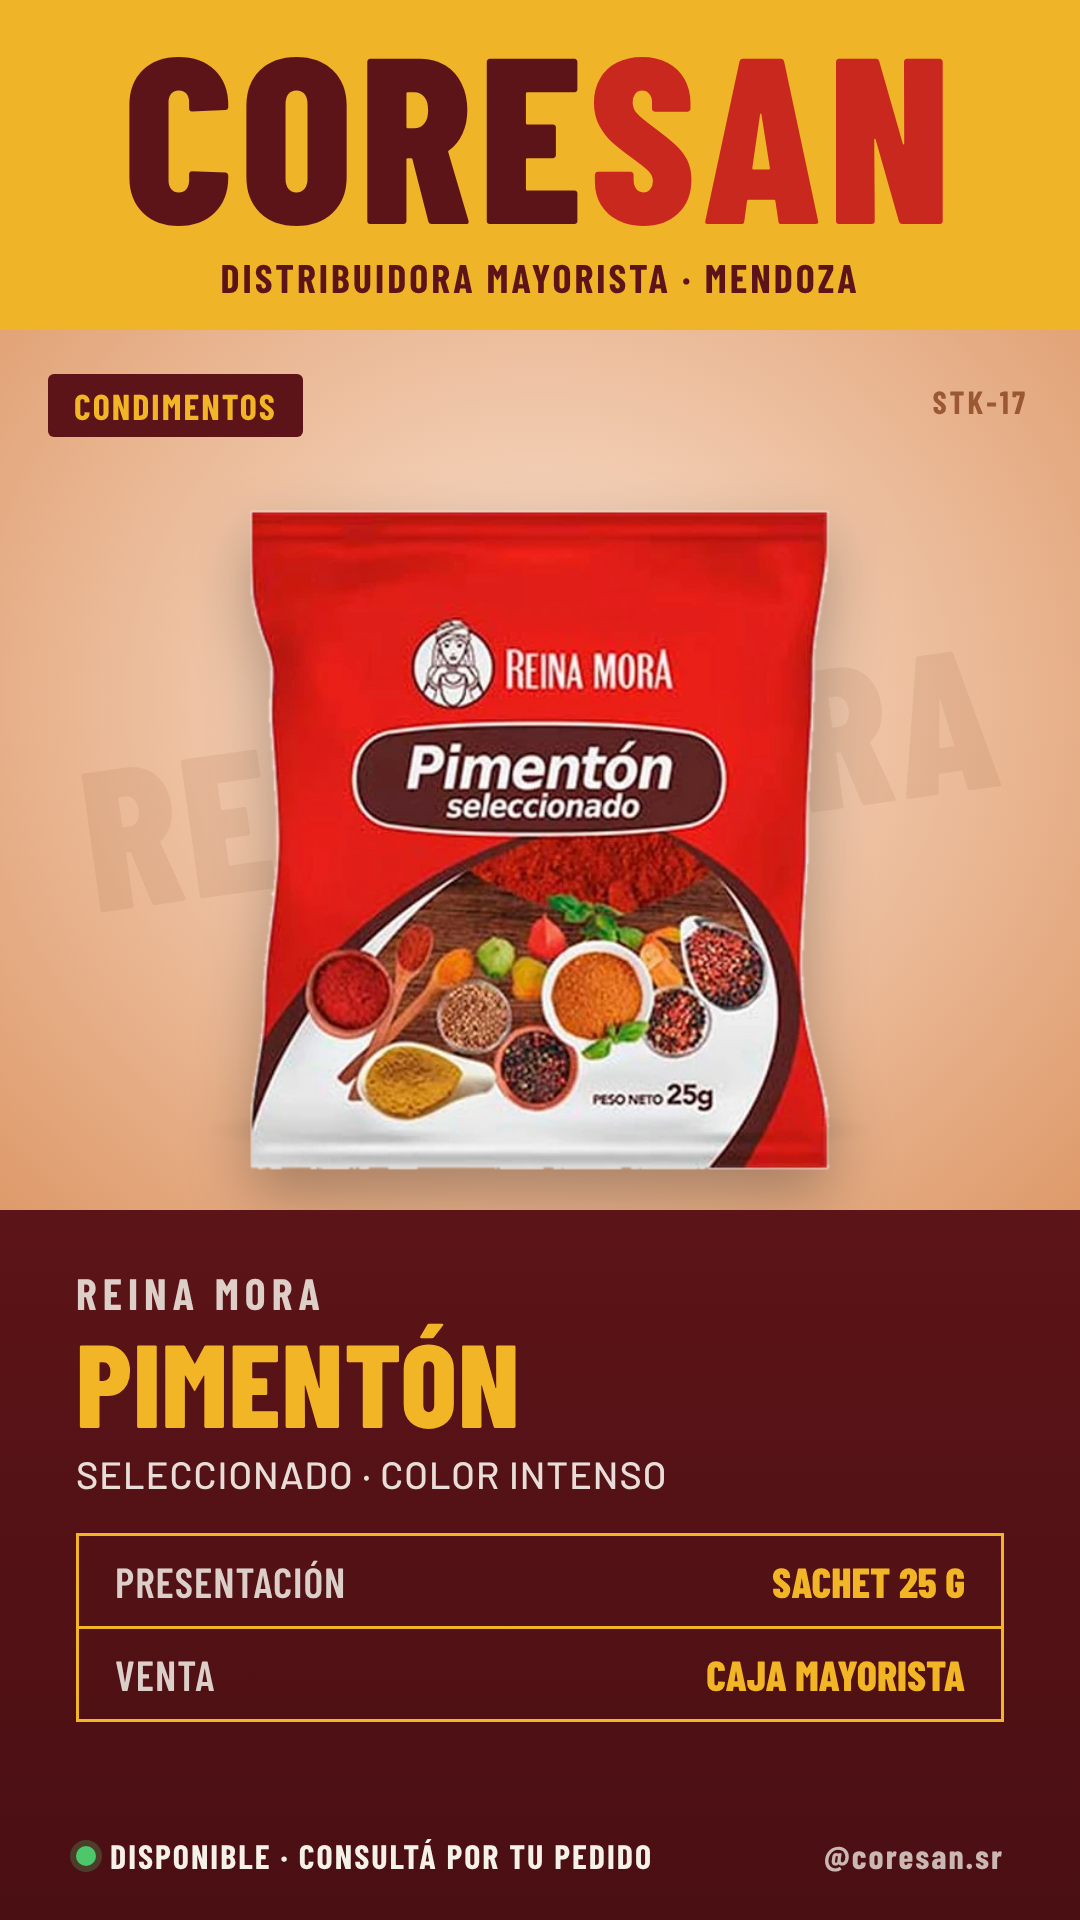 CORESAN
DISTRIBUIDORA MAYORISTA · MENDOZA
CONDIMENTOS
STK-17
REINA MORA
Pimentón
seleccionado
PESO NETO 25g
REINA MORA
PIMENTÓN
SELECCIONADO · COLOR INTENSO
PRESENTACIÓN SACHET 25 G
VENTA CAJA MAYORISTA
DISPONIBLE · CONSULTÁ POR TU PEDIDO @coresan.sr